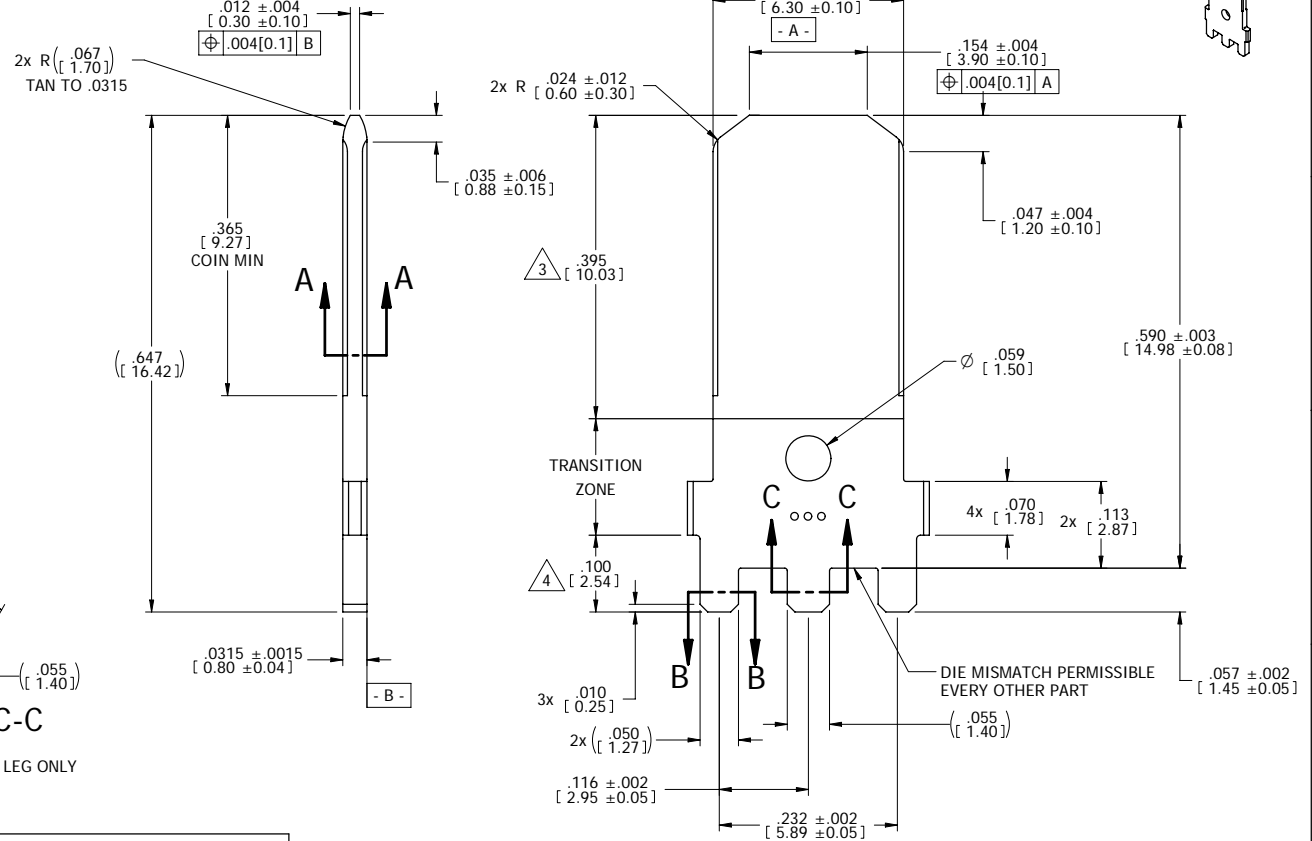 .012 ±.004
[ 0.30 ±0.10 ]
⌖ .004[0.1] B
2x R( .067 )
[ 1.70 ]
TAN TO .0315
.035 ±.006
[ 0.88 ±0.15 ]
.365
[ 9.27 ]
COIN MIN
A A
( .647 )
[ 16.42 ]
.0315 ±.0015
[ 0.80 ±0.04 ]
- B -
( .055 )
[ 1.40 ]
C-C
LEG ONLY
[ 6.30 ±0.10 ]
- A -
.154 ±.004
[ 3.90 ±0.10 ]
⌖ .004[0.1] A
2x R .024 ±.012
[ 0.60 ±0.30 ]
.047 ±.004
[ 1.20 ±0.10 ]
3 .395
[ 10.03 ]
.590 ±.003
[ 14.98 ±0.08 ]
Ø .059
[ 1.50 ]
TRANSITION
ZONE
C C
4x .070
[ 1.78 ]
2x .113
[ 2.87 ]
4 .100
[ 2.54 ]
B B
DIE MISMATCH PERMISSIBLE
EVERY OTHER PART
.057 ±.002
[ 1.45 ±0.05 ]
3x .010
[ 0.25 ]
( .055 )
[ 1.40 ]
2x ( .050 )
[ 1.27 ]
.116 ±.002
[ 2.95 ±0.05 ]
.232 ±.002
[ 5.89 ±0.05 ]